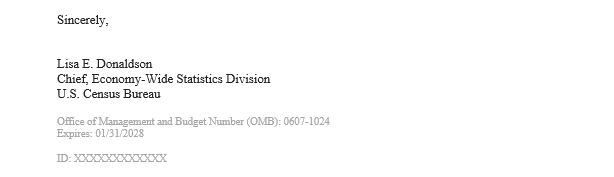 Sincerely,
Lisa E. Donaldson
Chief, Economy-Wide Statistics Division
U.S. Census Bureau
Office of Management and Budget Number (OMB): 0607-1024
Expires: 01/31/2028
ID: XXXXXXXXXXXX